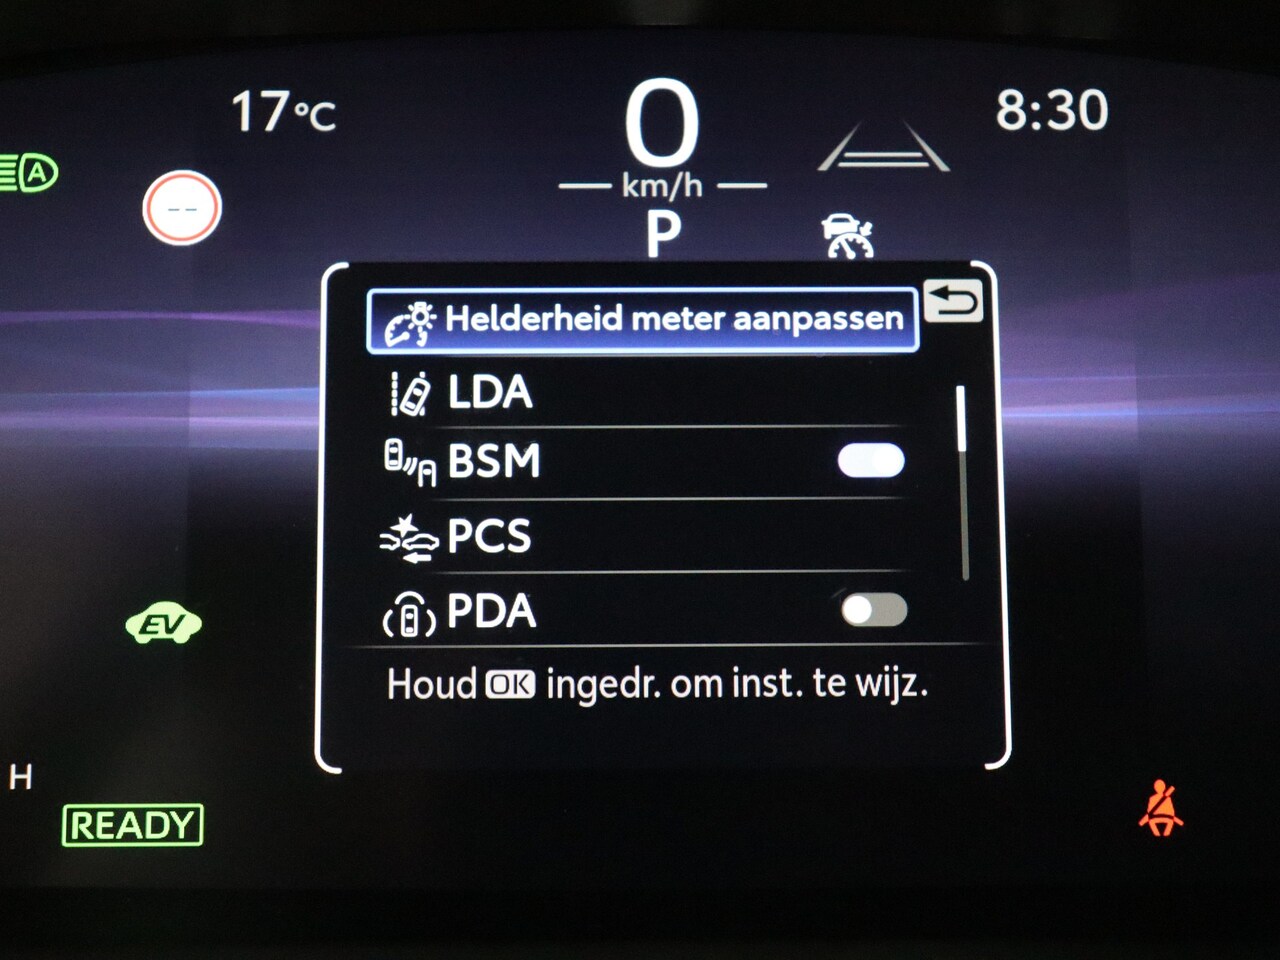 17°C
0
8:30
km/h
A
--
P
Helderheid meter aanpassen
LDA
BSM
PCS
PDA
EV
Houd OK ingedr. om inst. te wijz.
H
READY